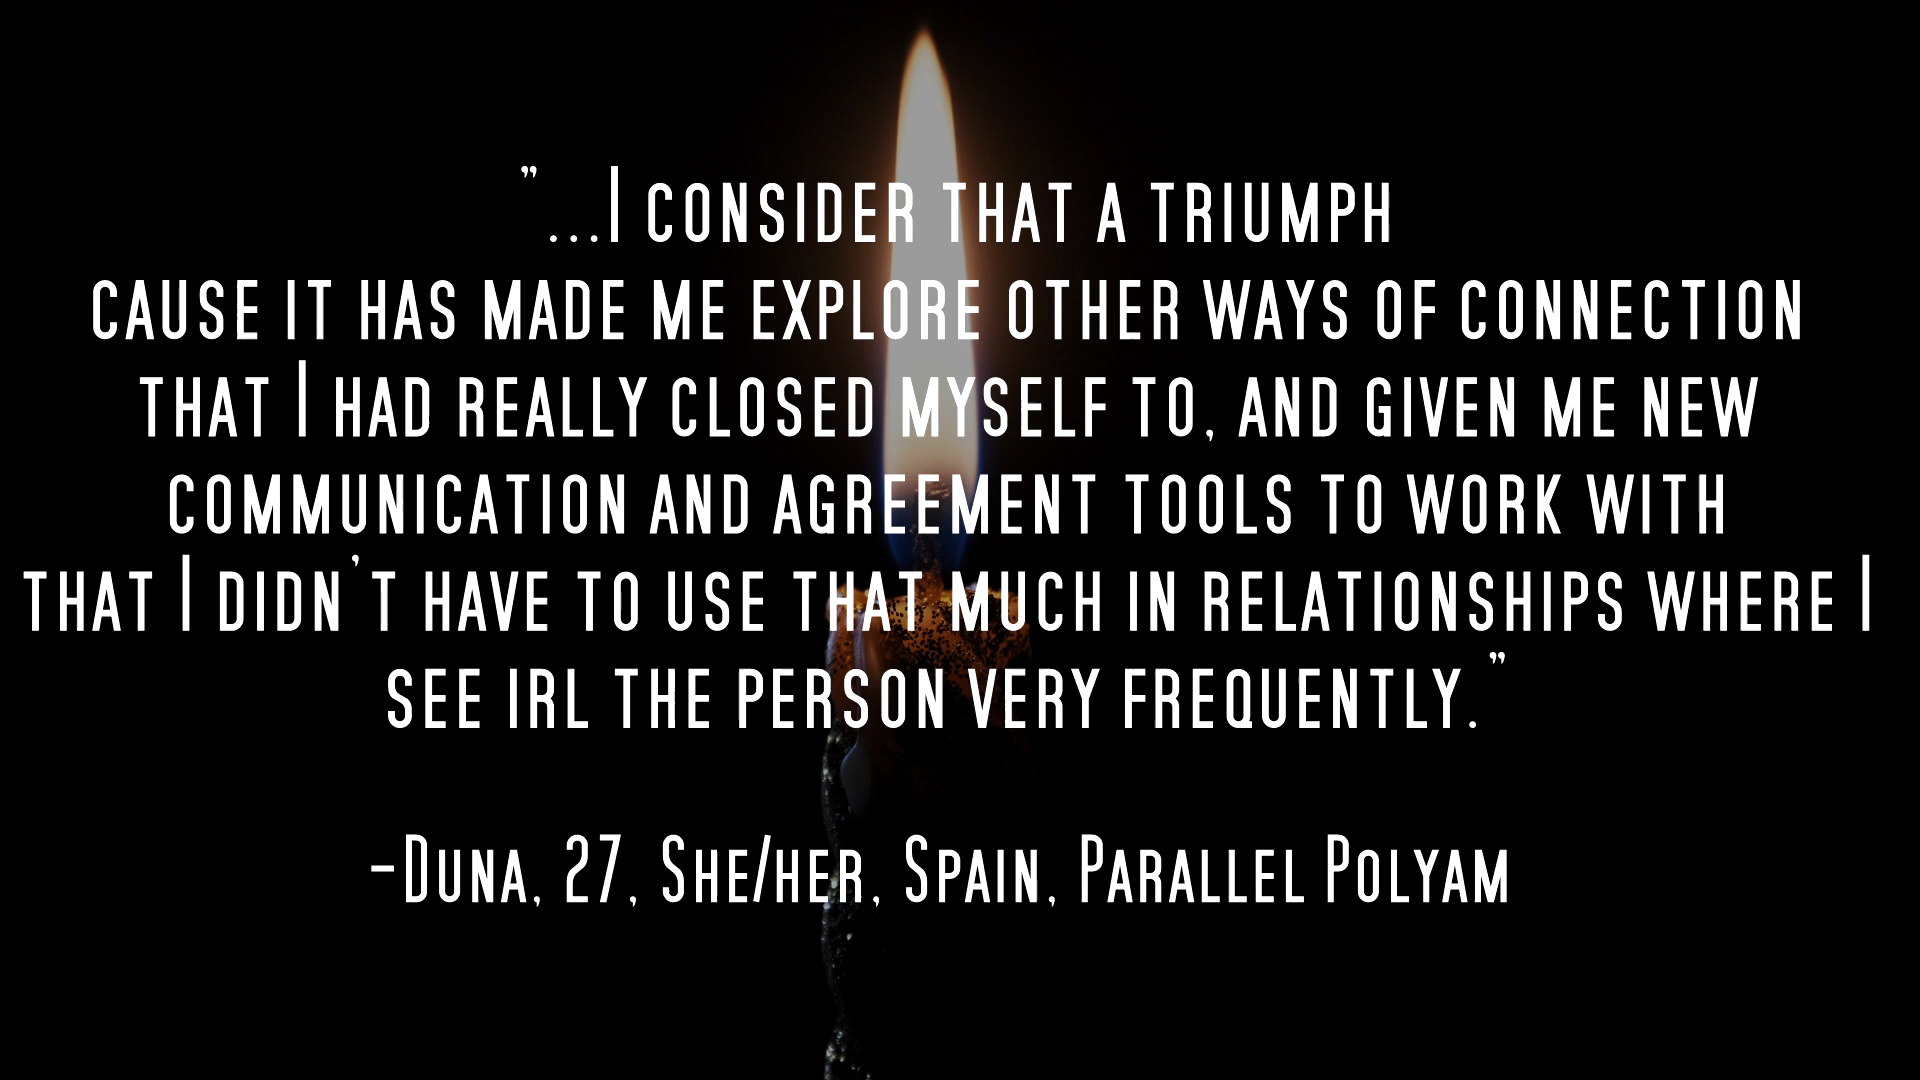 "...I consider that a triumph
cause it has made me explore other ways of connection
that I had really closed myself to, and given me new
communication and agreement tools to work with
that I didn't have to use that much in relationships where I
see irl the person very frequently."
-Duna, 27, She/her, Spain, Parallel Polyam